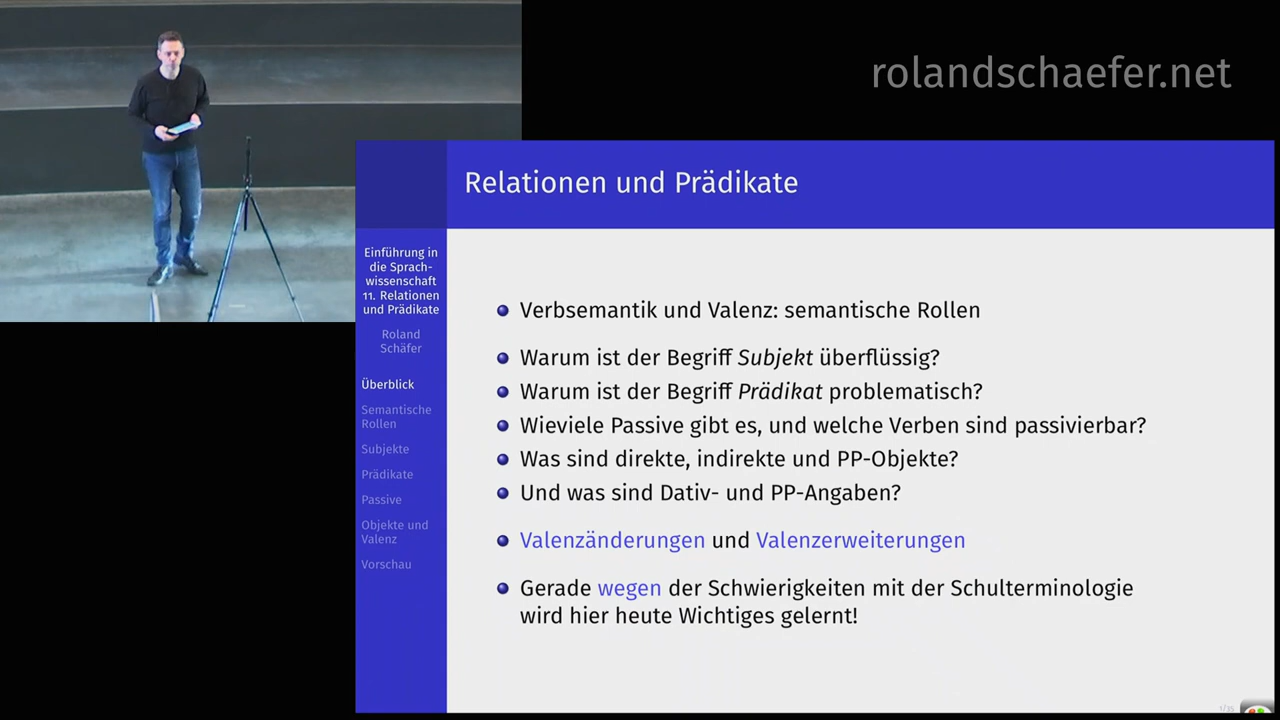 rolandschaefer.net
Relationen und Prädikate
Einführung in
die Sprach-
wissenschaft
11. Relationen
und Prädikate
Roland
Schäfer
Überblick
Semantische
Rollen
Subjekte
Prädikate
Passive
Objekte und
Valenz
Vorschau
Verbsemantik und Valenz: semantische Rollen
Warum ist der Begriff Subjekt überflüssig?
Warum ist der Begriff Prädikat problematisch?
Wieviele Passive gibt es, und welche Verben sind passivierbar?
Was sind direkte, indirekte und PP-Objekte?
Und was sind Dativ- und PP-Angaben?
Valenzänderungen und Valenzerweiterungen
Gerade wegen der Schwierigkeiten mit der Schulterminologie
wird hier heute Wichtiges gelernt!